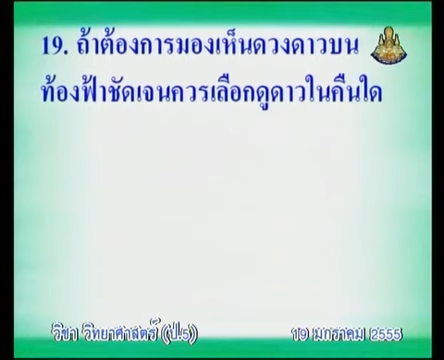 19. ถ้าต้องการมองเห็นดวงดาวบน
ท้องฟ้าชัดเจนควรเลือกดูดาวในคืนใด
วิชา วิทยาศาสตร์ (ป.5)
19 มกราคม 2555